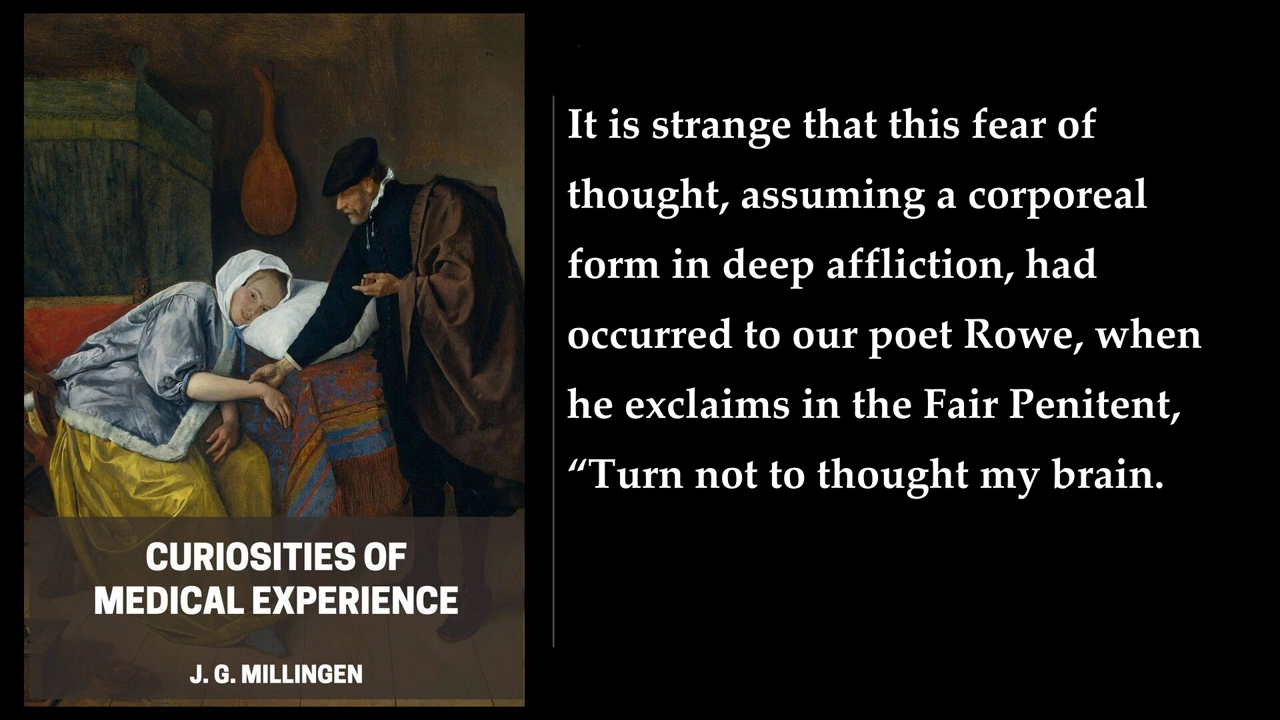 CURIOSITIES OF
MEDICAL EXPERIENCE
J. G. MILLINGEN
It is strange that this fear of
thought, assuming a corporeal
form in deep affliction, had
occurred to our poet Rowe, when
he exclaims in the Fair Penitent,
“Turn not to thought my brain.